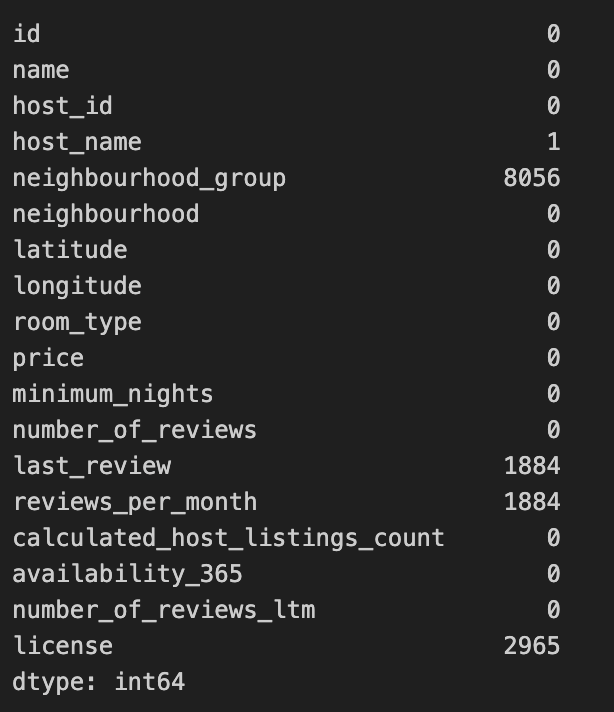 id 0
name 0
host_id 0
host_name 1
neighbourhood_group 8056
neighbourhood 0
latitude 0
longitude 0
room_type 0
price 0
minimum_nights 0
number_of_reviews 0
last_review 1884
reviews_per_month 1884
calculated_host_listings_count 0
availability_365 0
number_of_reviews_ltm 0
license 2965
dtype: int64